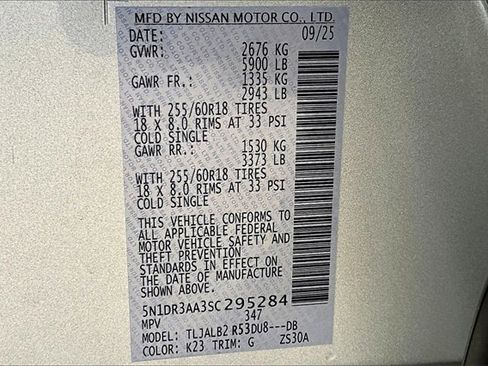 MFD BY NISSAN MOTOR CO., LTD.
DATE: 09/25
GVWR: 2676 KG
5900 LB
GAWR FR.: 1335 KG
2943 LB
WITH 255/60R18 TIRES
18 X 8.0 RIMS AT 33 PSI
COLD SINGLE
GAWR RR.: 1530 KG
3373 LB
WITH 255/60R18 TIRES
18 X 8.0 RIMS AT 33 PSI
COLD SINGLE
THIS VEHICLE CONFORMS TO
ALL APPLICABLE FEDERAL
MOTOR VEHICLE SAFETY AND
THEFT PREVENTION
STANDARDS IN EFFECT ON
THE DATE OF MANUFACTURE
5N1DR3AA3SC295284
MPV 347
MODEL: TLJALB2 R53DU8---DB
COLOR: K23 TRIM: G ZS30A